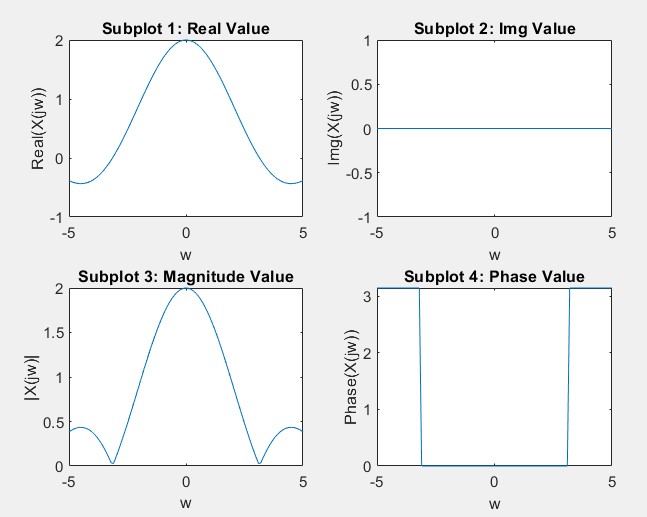 Subplot 1: Real Value
2
1
0
-1
Real(X(jw))
-5
0
5
w
Subplot 2: Img Value
1
0.5
0
-0.5
-1
Img(X(jw))
-5
0
5
w
Subplot 3: Magnitude Value
2
1.5
1
0.5
0
|X(jw)|
-5
0
5
w
Subplot 4: Phase Value
3
2
1
0
Phase(X(jw))
-5
0
5
w